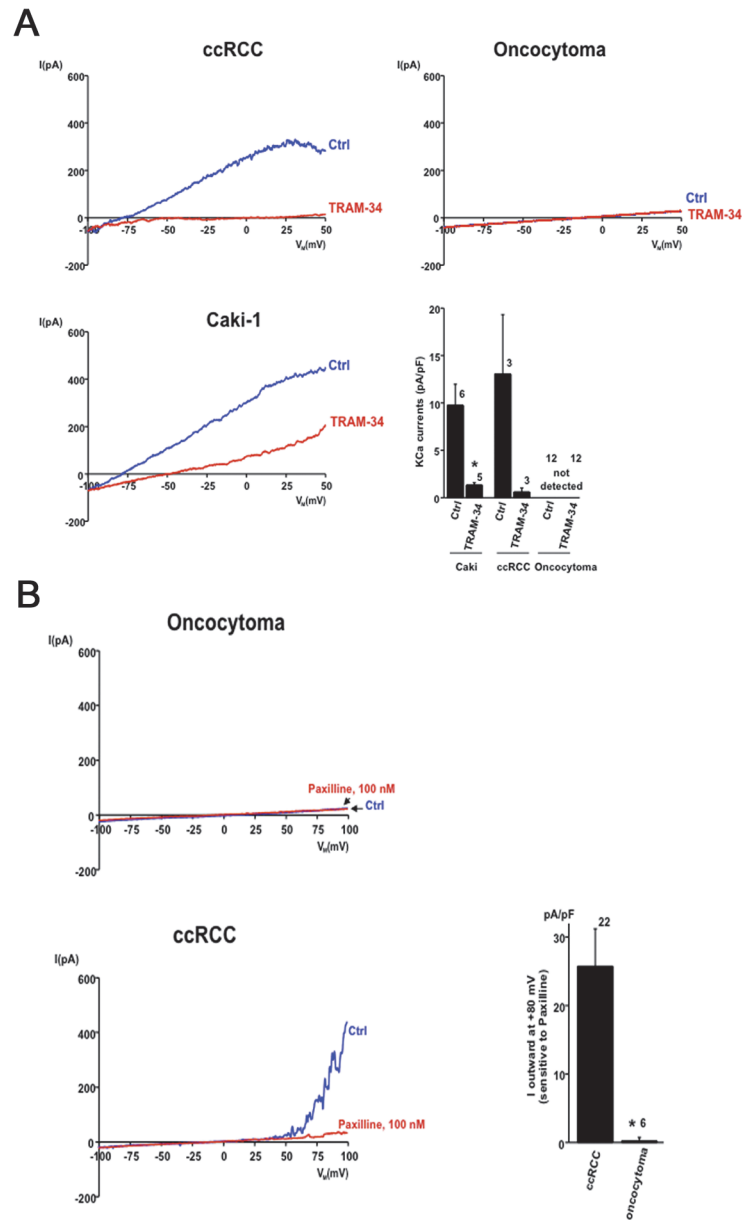 A
ccRCC
I(pA)
600
400
200
0
-200
-100
-75
-50
-25
0
25
50
V_M(mV)
Ctrl
TRAM-34
Oncocytoma
I(pA)
600
400
200
0
-200
-100
-75
-50
-25
0
25
50
V_M(mV)
Ctrl
TRAM-34
Caki-1
I(pA)
600
400
200
0
-200
-100
-75
-50
-25
0
25
50
V_M(mV)
Ctrl
TRAM-34
KCa currents (pA/pF)
20
15
10
5
0
6
*
5
3
3
12 12
not
detected
Ctrl
TRAM-34
Ctrl
TRAM-34
Ctrl
TRAM-34
Caki ccRCC Oncocytoma
B
Oncocytoma
I(pA)
600
400
200
0
-200
-100
-75
-50
-25
0
25
50
75
100
V_M(mV)
Paxilline, 100 nM
Ctrl
ccRCC
I(pA)
600
400
200
0
-200
-100
-75
-50
-25
0
25
50
75
100
V_M(mV)
Ctrl
Paxilline, 100 nM
pA/pF
I outward at +80 mV
(sensitive to Paxilline)
30
20
10
0
22
* 6
ccRCC
oncocytoma